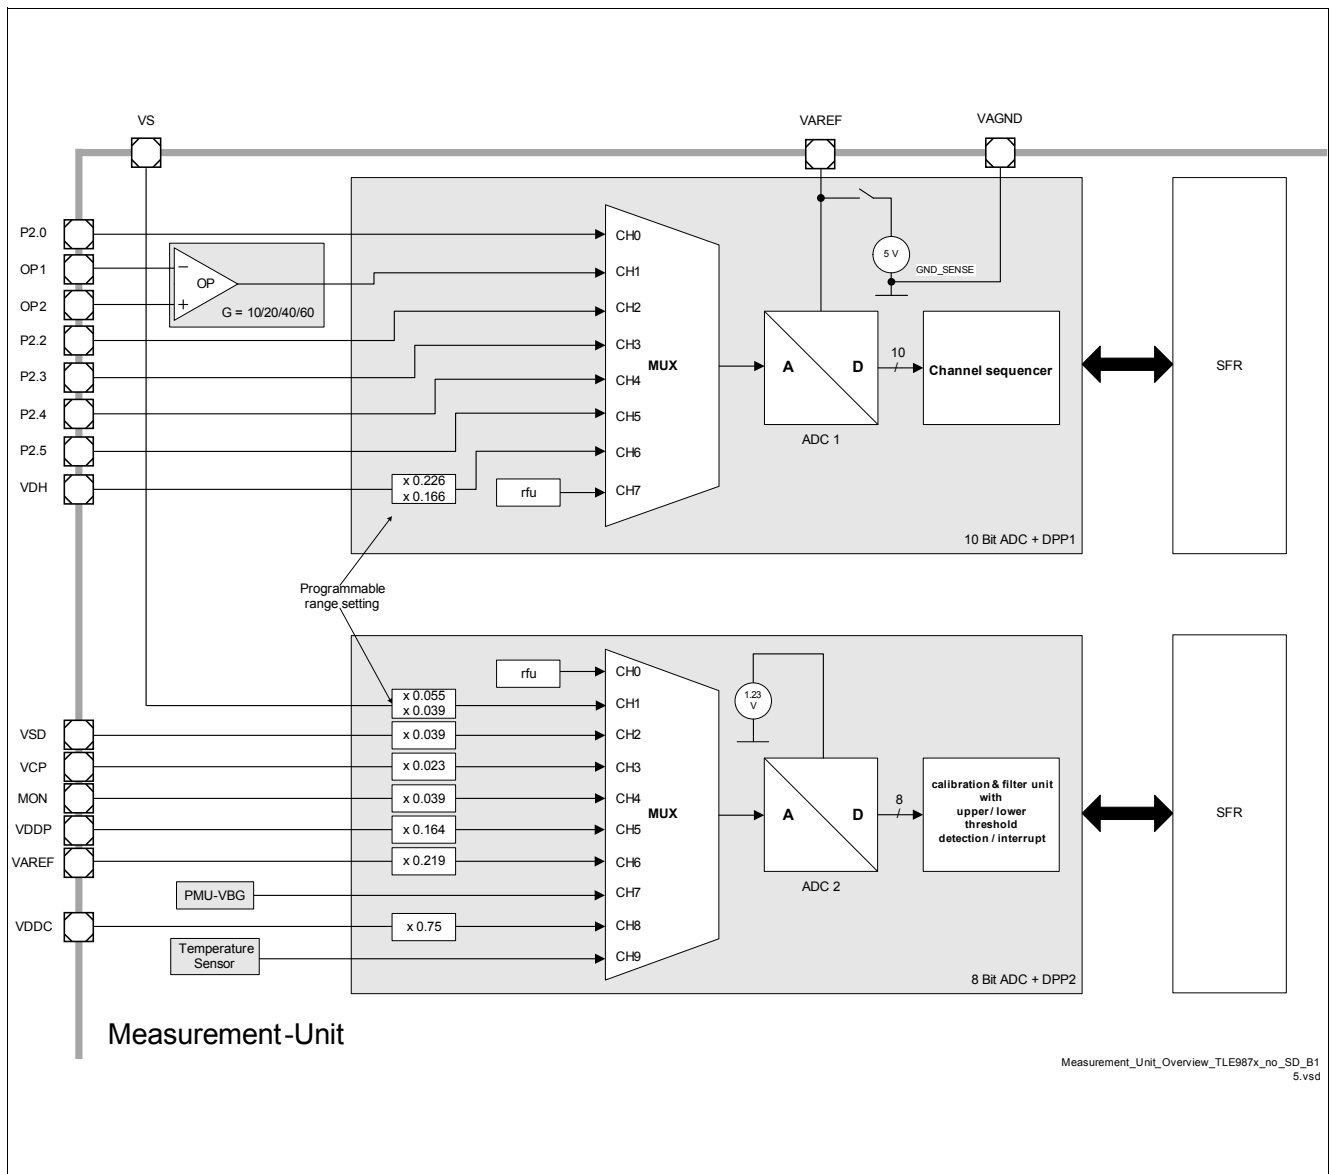 VS
VAREF
VAGND
P2.0
OP1
OP2
P2.2
P2.3
P2.4
P2.5
VDH
−
OP
+
G = 10/20/40/60
x 0.226
x 0.166
rfu
CH0
CH1
CH2
CH3
CH4
CH5
CH6
CH7
MUX
5 V
GND_SENSE
A
D
ADC 1
10
Channel sequencer
SFR
10 Bit ADC + DPP1
Programmable
range setting
VSD
VCP
MON
VDDP
VAREF
VDDC
PMU-VBG
Temperature
Sensor
rfu
x 0.055
x 0.039
x 0.039
x 0.023
x 0.039
x 0.164
x 0.219
x 0.75
CH0
CH1
CH2
CH3
CH4
CH5
CH6
CH7
CH8
CH9
MUX
1.23
V
A
D
ADC 2
8
calibration & filter unit
with
upper/ lower
threshold
detection / interrupt
SFR
8 Bit ADC + DPP2
Measurement-Unit
Measurement_Unit_Overview_TLE987x_no_SD_B1
5.vsd